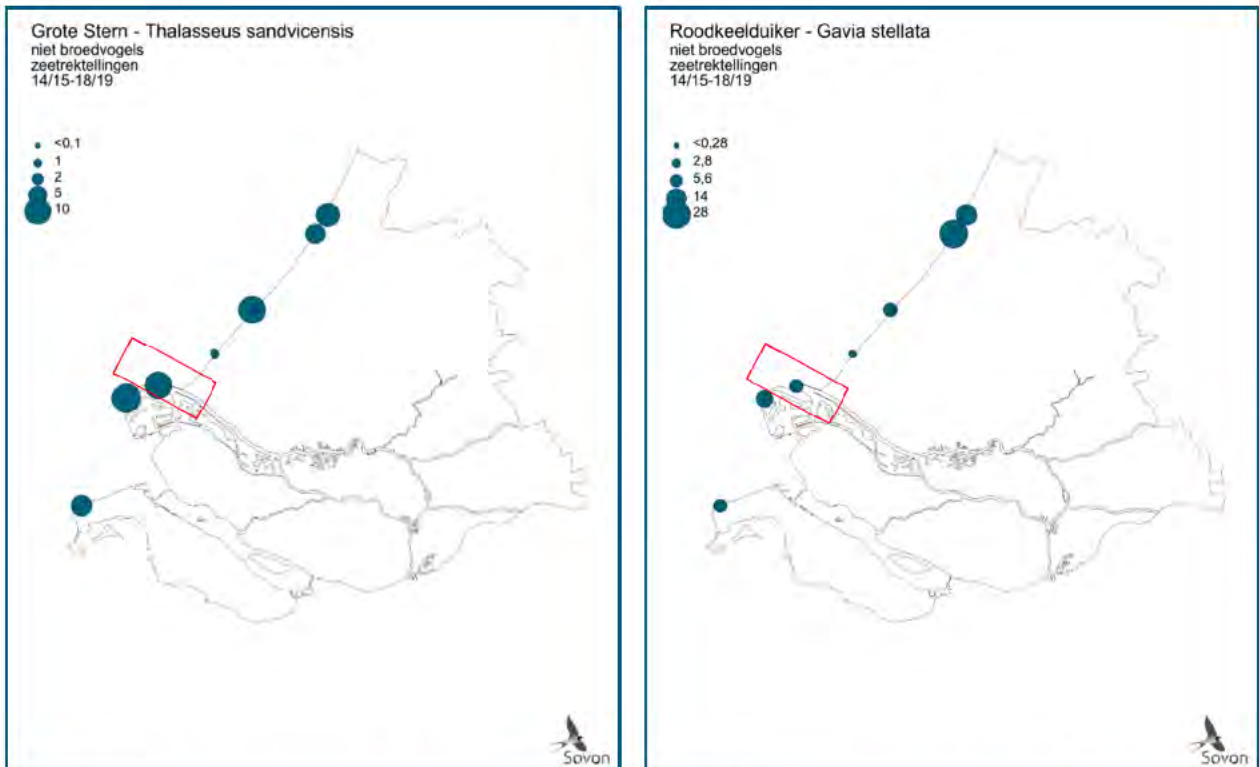 Grote Stern - Thalasseus sandvicensis
niet broedvogels
zeetrektellingen
14/15-18/19
<0,1
1
2
5
10
Sovon
Roodkeelduiker - Gavia stellata
niet broedvogels
zeetrektellingen
14/15-18/19
<0,28
2,8
5,6
14
28
Sovon